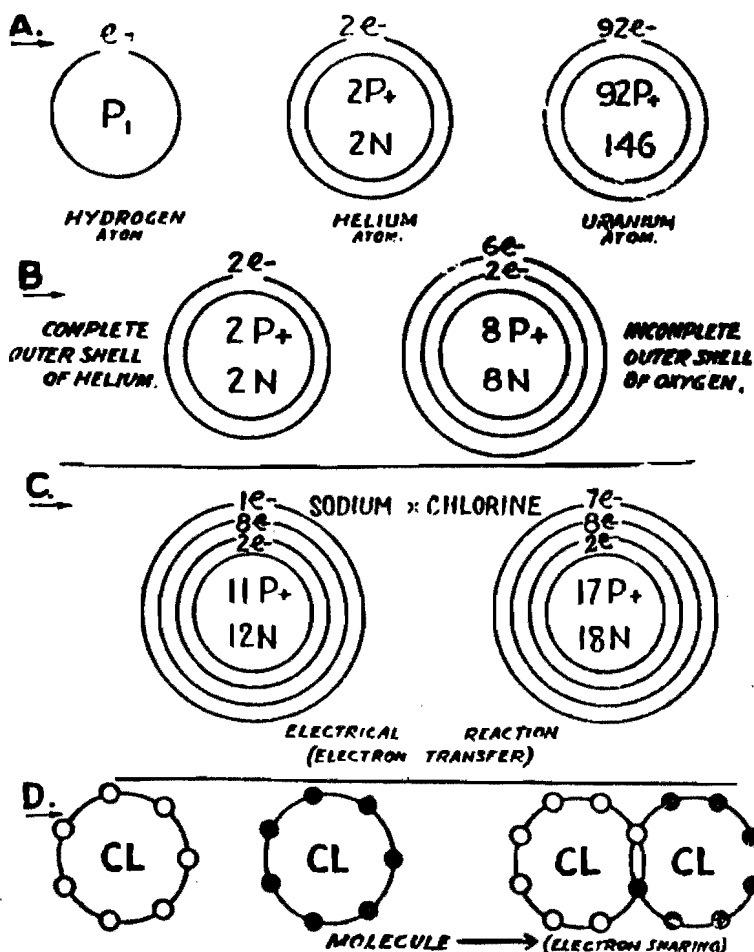 A.
e-
2e-
92e-
P1
2P+
2N
92P+
146
HYDROGEN
ATOM
HELIUM
ATOM.
URANIUM
ATOM.
B
2e-
6e-
2e-
COMPLETE
OUTER SHELL
OF HELIUM.
2P+
2N
8P+
8N
INCOMPLETE
OUTER SHELL
OF OXYGEN.
C.
SODIUM × CHLORINE
1e-
8e-
2e-
7e-
8e-
2e-
11P+
12N
17P+
18N
ELECTRICAL REACTION
(ELECTRON TRANSFER)
D.
CL
CL
CL
CL
MOLECULE → (ELECTRON SHARING)